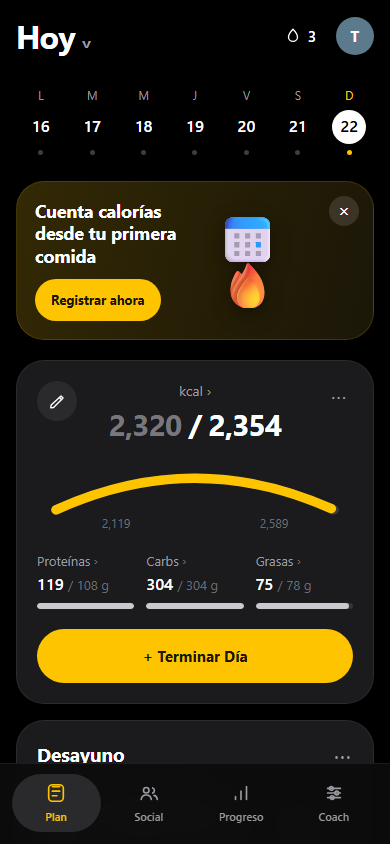 Hoy v
3
T
L M M J V S D
16 17 18 19 20 21 22
Cuenta calorías
desde tu primera
comida
Registrar ahora
kcal ›
2,320 / 2,354
2,119 2,589
Proteínas › Carbs › Grasas ›
119 / 108 g 304 / 304 g 75 / 78 g
+ Terminar Día
Desayuno
Plan Social Progreso Coach